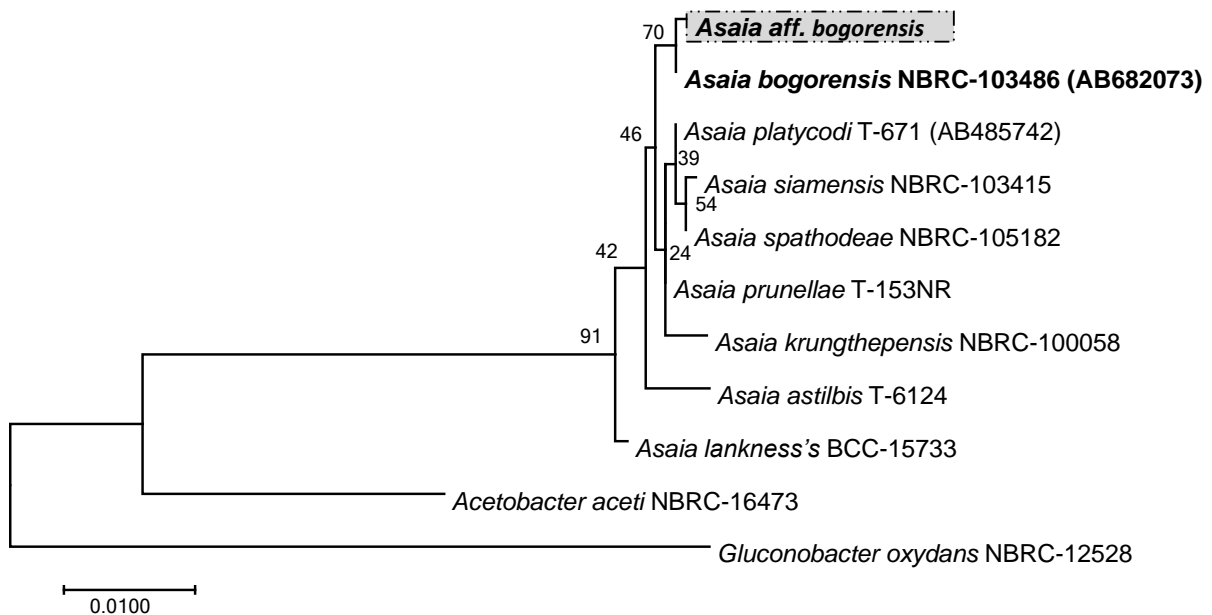 70
Asaia aff. bogorensis
Asaia bogorensis NBRC-103486 (AB682073)
46
Asaia platycodi T-671 (AB485742)
39
Asaia siamensis NBRC-103415
54
Asaia spathodeae NBRC-105182
42
24
Asaia prunellae T-153NR
91
Asaia krungthepensis NBRC-100058
Asaia astilbis T-6124
Asaia lankness’s BCC-15733
Acetobacter aceti NBRC-16473
Gluconobacter oxydans NBRC-12528
0.0100